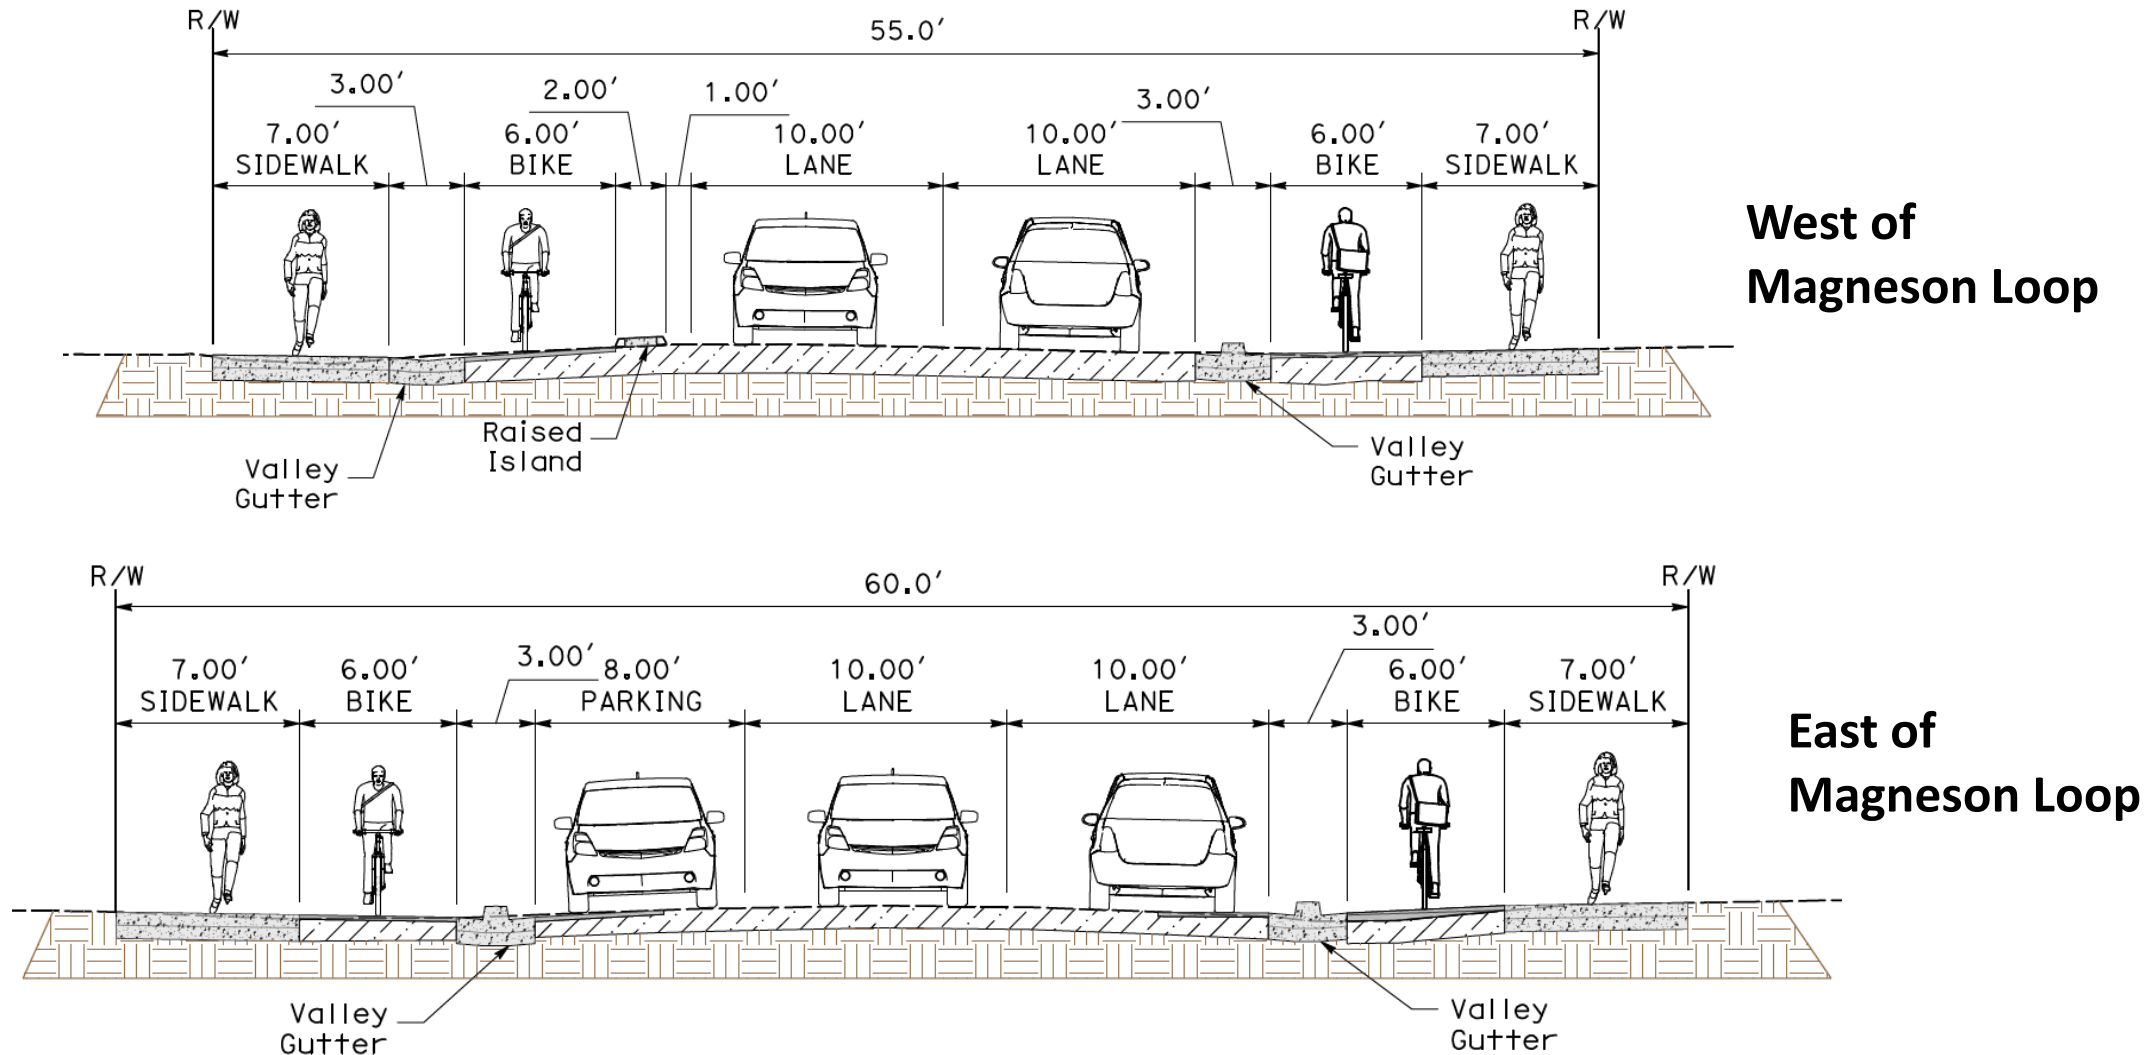 R/W
R/W
55.0'
3.00'
2.00'
1.00'
3.00'
7.00'
SIDEWALK
6.00'
BIKE
10.00'
LANE
10.00'
LANE
6.00'
BIKE
7.00'
SIDEWALK
West of
Magneson Loop
Raised
Island
Valley
Gutter
Valley
Gutter
R/W
R/W
60.0'
3.00'
7.00'
SIDEWALK
6.00'
BIKE
3.00'
8.00'
PARKING
10.00'
LANE
10.00'
LANE
6.00'
BIKE
7.00'
SIDEWALK
East of
Magneson Loop
Valley
Gutter
Valley
Gutter